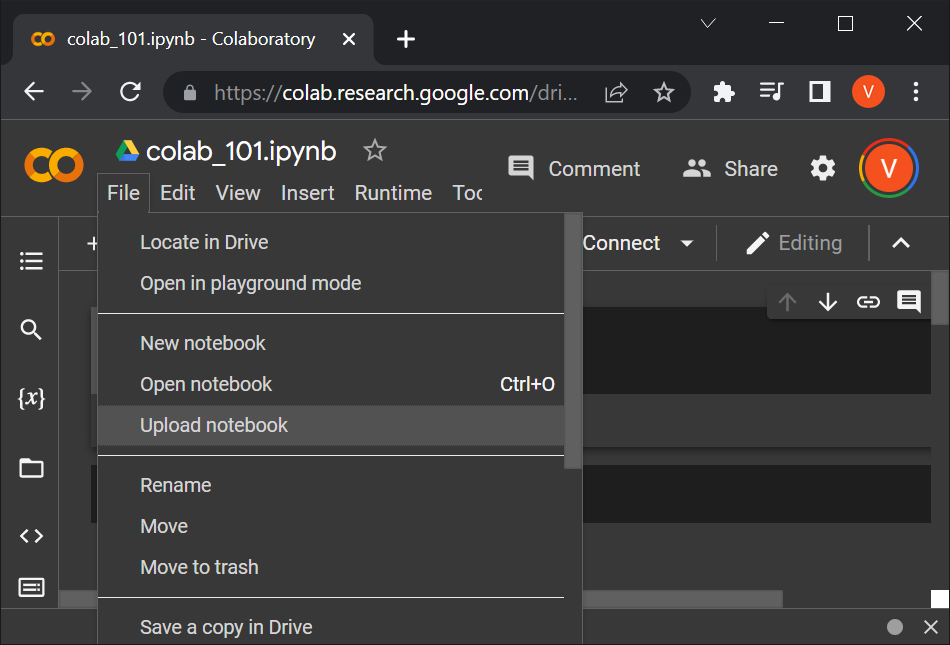 colab_101.ipynb - Colaboratory
https://colab.research.google.com/dri...
V
colab_101.ipynb
Comment
Share
V
File Edit View Insert Runtime Too
Locate in Drive
Connect
Editing
Open in playground mode
New notebook
Open notebook Ctrl+O
Upload notebook
{x}
Rename
Move
Move to trash
Save a copy in Drive